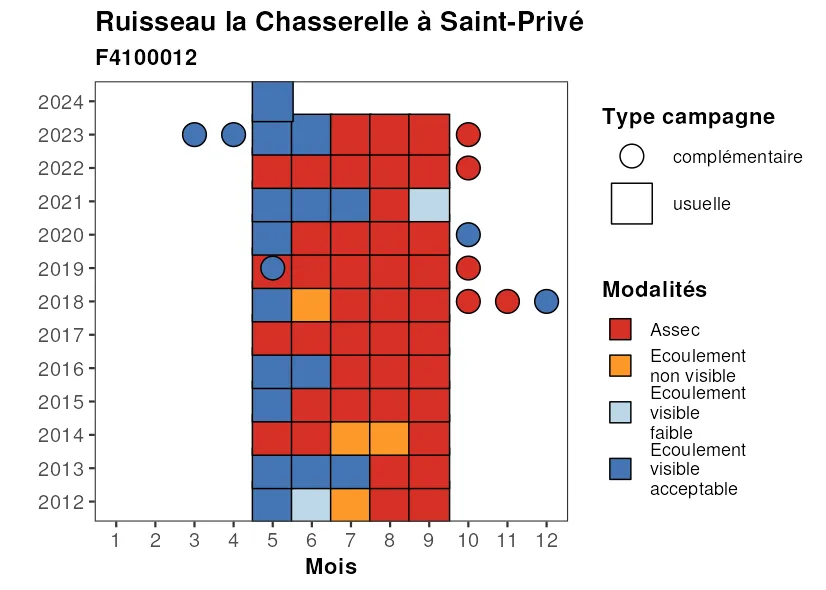 Ruisseau la Chasserelle à Saint-Privé
F4100012
2024
2023
2022
2021
2020
2019
2018
2017
2016
2015
2014
2013
2012
1 2 3 4 5 6 7 8 9 10 11 12
Mois
Type campagne
complémentaire
usuelle
Modalités
Assec
Ecoulement
non visible
Ecoulement
visible
faible
Ecoulement
visible
acceptable